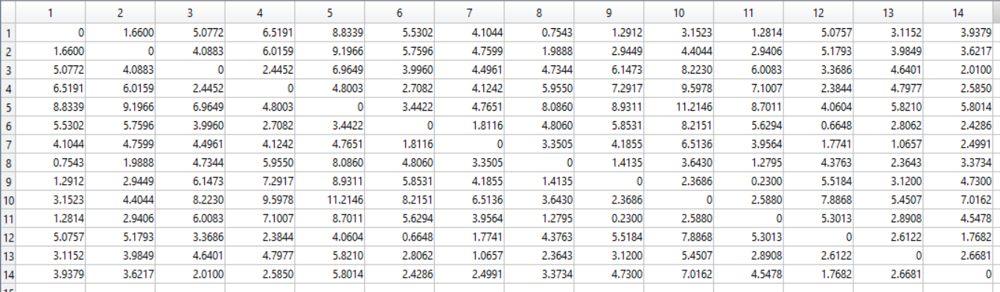 1 2 3 4 5 6 7 8 9 10 11 12 13 14
1 0 1.6600 5.0772 6.5191 8.8339 5.5302 4.1044 0.7543 1.2912 3.1523 1.2814 5.0757 3.1152 3.9379
2 1.6600 0 4.0883 6.0159 9.1966 5.7596 4.7599 1.9888 2.9449 4.4044 2.9406 5.1793 3.9849 3.6217
3 5.0772 4.0883 0 2.4452 6.9649 3.9960 4.4961 4.7344 6.1473 8.2230 6.0083 3.3686 4.6401 2.0100
4 6.5191 6.0159 2.4452 0 4.8003 2.7082 4.1242 5.9550 7.2917 9.5978 7.1007 2.3844 4.7977 2.5850
5 8.8339 9.1966 6.9649 4.8003 0 3.4422 4.7651 8.0860 8.9311 11.2146 8.7011 4.0604 5.8210 5.8014
6 5.5302 5.7596 3.9960 2.7082 3.4422 0 1.8116 4.8060 5.8531 8.2151 5.6294 0.6648 2.8062 2.4286
7 4.1044 4.7599 4.4961 4.1242 4.7651 1.8116 0 3.3505 4.1855 6.5136 3.9564 1.7741 1.0657 2.4991
8 0.7543 1.9888 4.7344 5.9550 8.0860 4.8060 3.3505 0 1.4135 3.6430 1.2795 4.3763 2.3643 3.3734
9 1.2912 2.9449 6.1473 7.2917 8.9311 5.8531 4.1855 1.4135 0 2.3686 0.2300 5.5184 3.1200 4.7300
10 3.1523 4.4044 8.2230 9.5978 11.2146 8.2151 6.5136 3.6430 2.3686 0 2.5880 7.8868 5.4507 7.0162
11 1.2814 2.9406 6.0083 7.1007 8.7011 5.6294 3.9564 1.2795 0.2300 2.5880 0 5.3013 2.8908 4.5478
12 5.0757 5.1793 3.3686 2.3844 4.0604 0.6648 1.7741 4.3763 5.5184 7.8868 5.3013 0 2.6122 1.7682
13 3.1152 3.9849 4.6401 4.7977 5.8210 2.8062 1.0657 2.3643 3.1200 5.4507 2.8908 2.6122 0 2.6681
14 3.9379 3.6217 2.0100 2.5850 5.8014 2.4286 2.4991 3.3734 4.7300 7.0162 4.5478 1.7682 2.6681 0